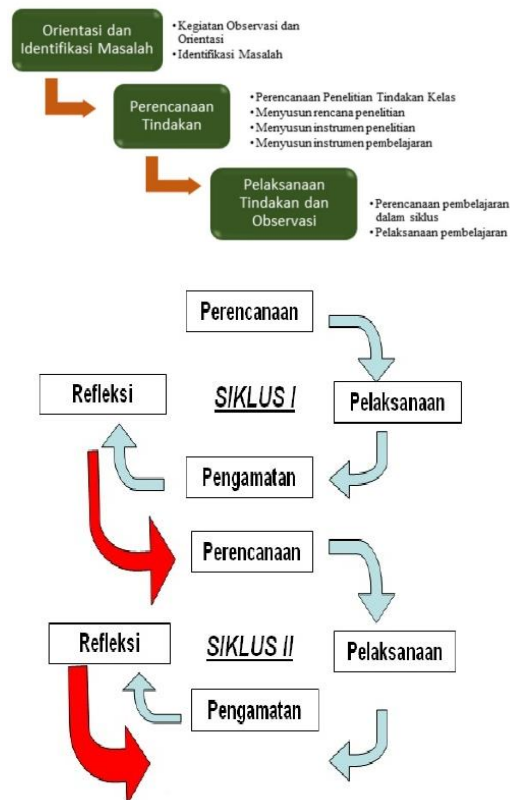 Orientasi dan
Identifikasi Masalah
• Kegiatan Observasi dan
Orientasi
• Identifikasi Masalah
Perencanaan
Tindakan
• Perencanaan Penelitian Tindakan Kelas
• Menyusun rencana penelitian
• Menyusun instrumen penelitian
• Menyusun instrumen pembelajaran
Pelaksanaan
Tindakan dan
Observasi
• Perencanaan pembelajaran
dalam siklus
• Pelaksanaan pembelajaran
Perencanaan
Refleksi
SIKLUS I
Pelaksanaan
Pengamatan
Perencanaan
Refleksi
SIKLUS II
Pelaksanaan
Pengamatan